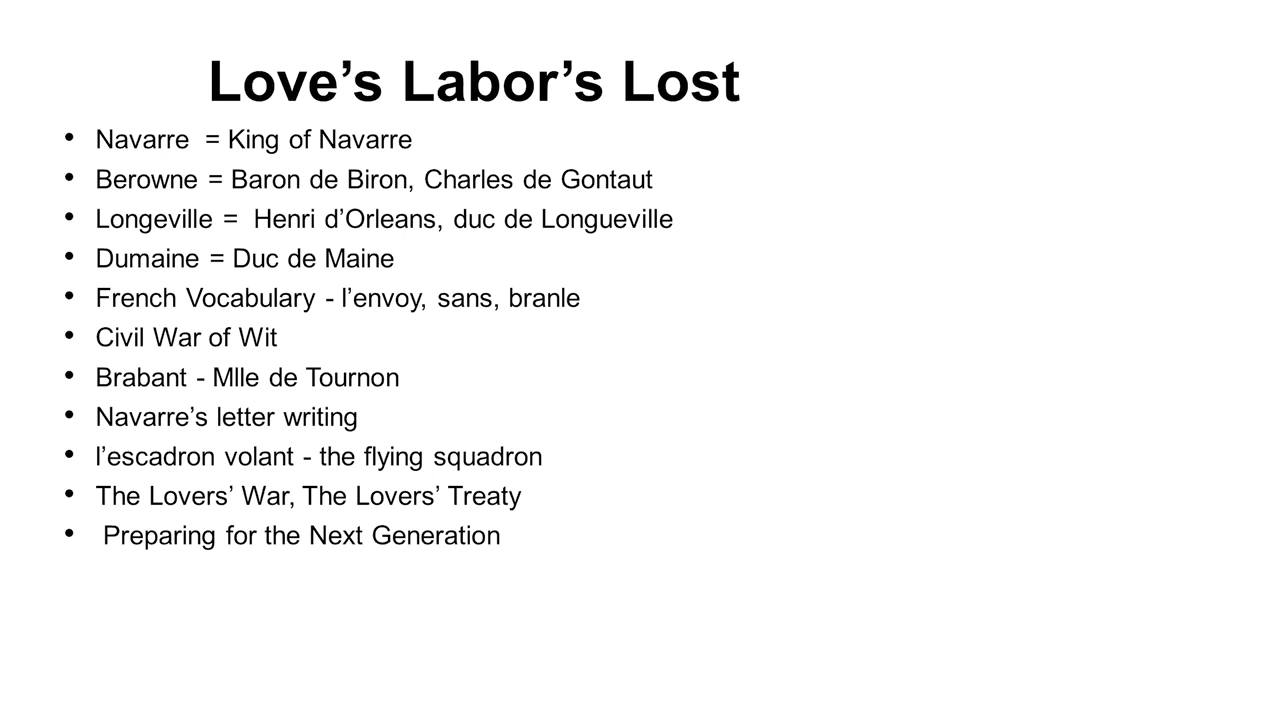 Love’s Labor’s Lost
• Navarre  = King of Navarre
• Berowne = Baron de Biron, Charles de Gontaut
• Longeville =  Henri d’Orleans, duc de Longueville
• Dumaine = Duc de Maine
• French Vocabulary - l’envoy, sans, branle
• Civil War of Wit
• Brabant - Mlle de Tournon
• Navarre’s letter writing
• l’escadron volant - the flying squadron
• The Lovers’ War, The Lovers’ Treaty
•  Preparing for the Next Generation